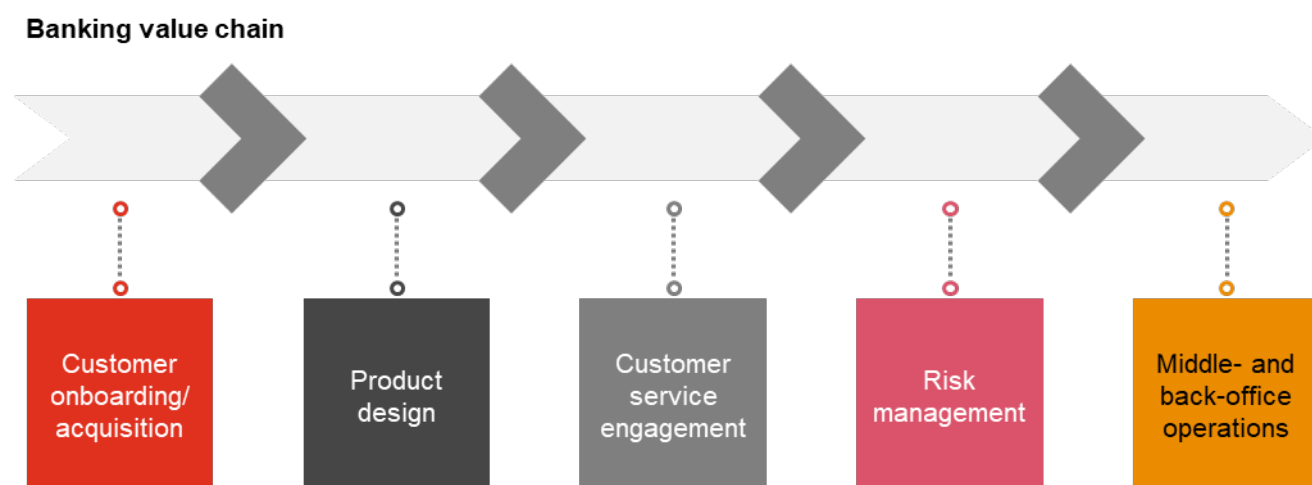 Banking value chain
Customer
onboarding/
acquisition
Product
design
Customer
service
engagement
Risk
management
Middle- and
back-office
operations